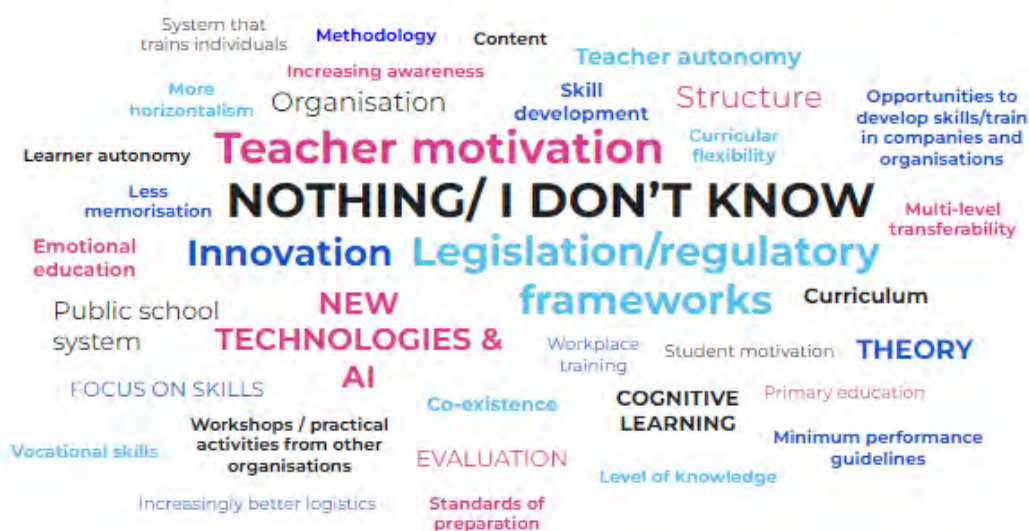 System that
trains individuals
Methodology
Content
Teacher autonomy
Increasing awareness
More
horizontalism
Organisation
Skill
development
Structure
Opportunities to
develop skills/train
in companies and
organisations
Learner autonomy
Teacher motivation
Curricular
flexibility
Less
memorisation
NOTHING/ I DON'T KNOW
Multi-level
transferability
Emotional
education
Innovation
Legislation/regulatory
frameworks
Curriculum
Public school
system
NEW
TECHNOLOGIES &
AI
Workplace
training
Student motivation
THEORY
FOCUS ON SKILLS
Co-existence
COGNITIVE
LEARNING
Primary education
Workshops / practical
activities from other
organisations
Vocational skills
EVALUATION
Minimum performance
guidelines
Level of knowledge
Increasingly better logistics
Standards of
preparation